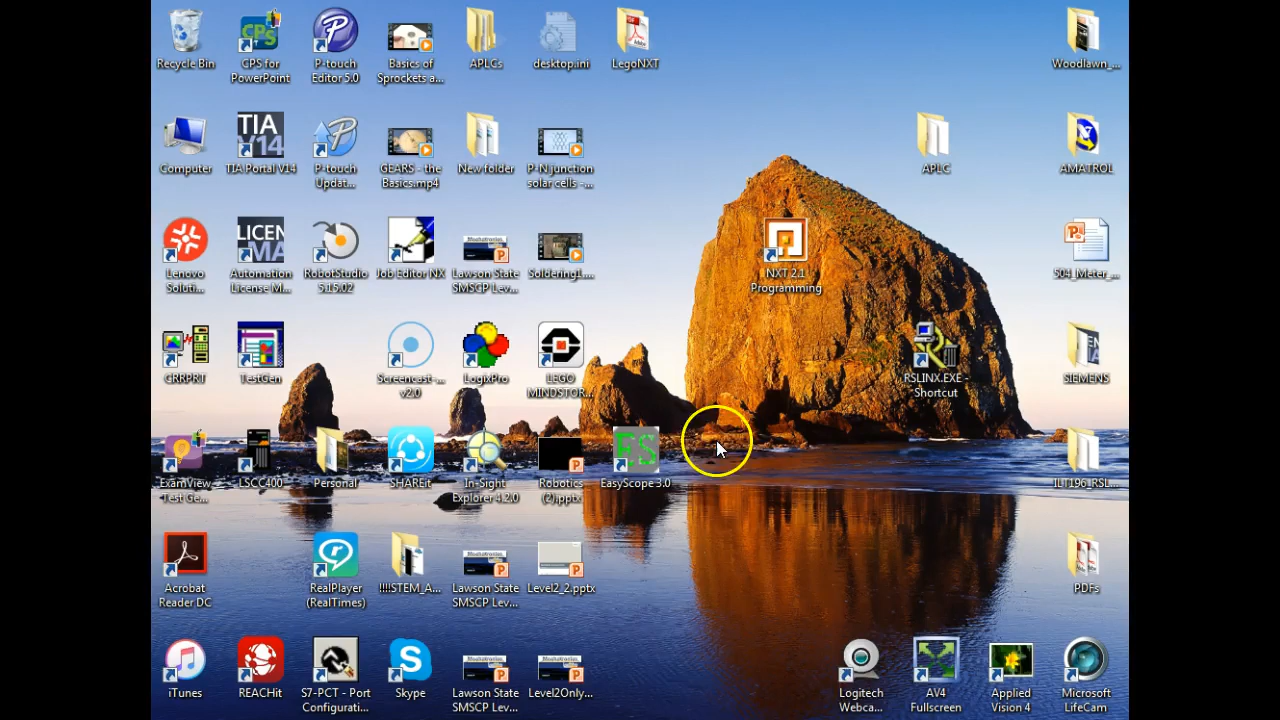 Recycle Bin
CPS for
PowerPoint
P-touch
Editor 5.0
Basics of
Sprockets a...
APLCs
desktop.ini
LegoNXT
Woodlawn_...
Computer
TIA
V14
TIA Portal V14
P-touch
Updat...
GEARS - the
Basics.mp4
New folder
P-N junction
solar cells -...
APLC
AMATROL
Lenovo
Soluti...
Automation
License M...
RobotStudio
5.15.02
Job Editor NX
Lawson State
SMSCP Lev...
Soldering1....
NXT 2.1
Programming
504_Meter_...
CRRPRT
TestGen
Screencast-...
v2.0
LogixPro
LEGO
MINDSTOR...
RSLINX.EXE -
Shortcut
SIEMENS
ExamView
Test Ge...
LSCC400
Personal
SHAREit
In-Sight
Explorer 4.2.0
Robotics
(2).pptx
ES
EasyScope 3.0
ILT196_RSL...
Acrobat
Reader DC
RealPlayer
(RealTimes)
!!!!STEM_A...
Lawson State
SMSCP Lev...
Level2_2.pptx
PDFs
iTunes
REACHit
S7-PCT - Port
Configurati...
Skype
Lawson State
SMSCP Lev...
Level2Only...
Logitech
Webca...
AV4
Fullscreen
Applied
Vision 4
Microsoft
LifeCam